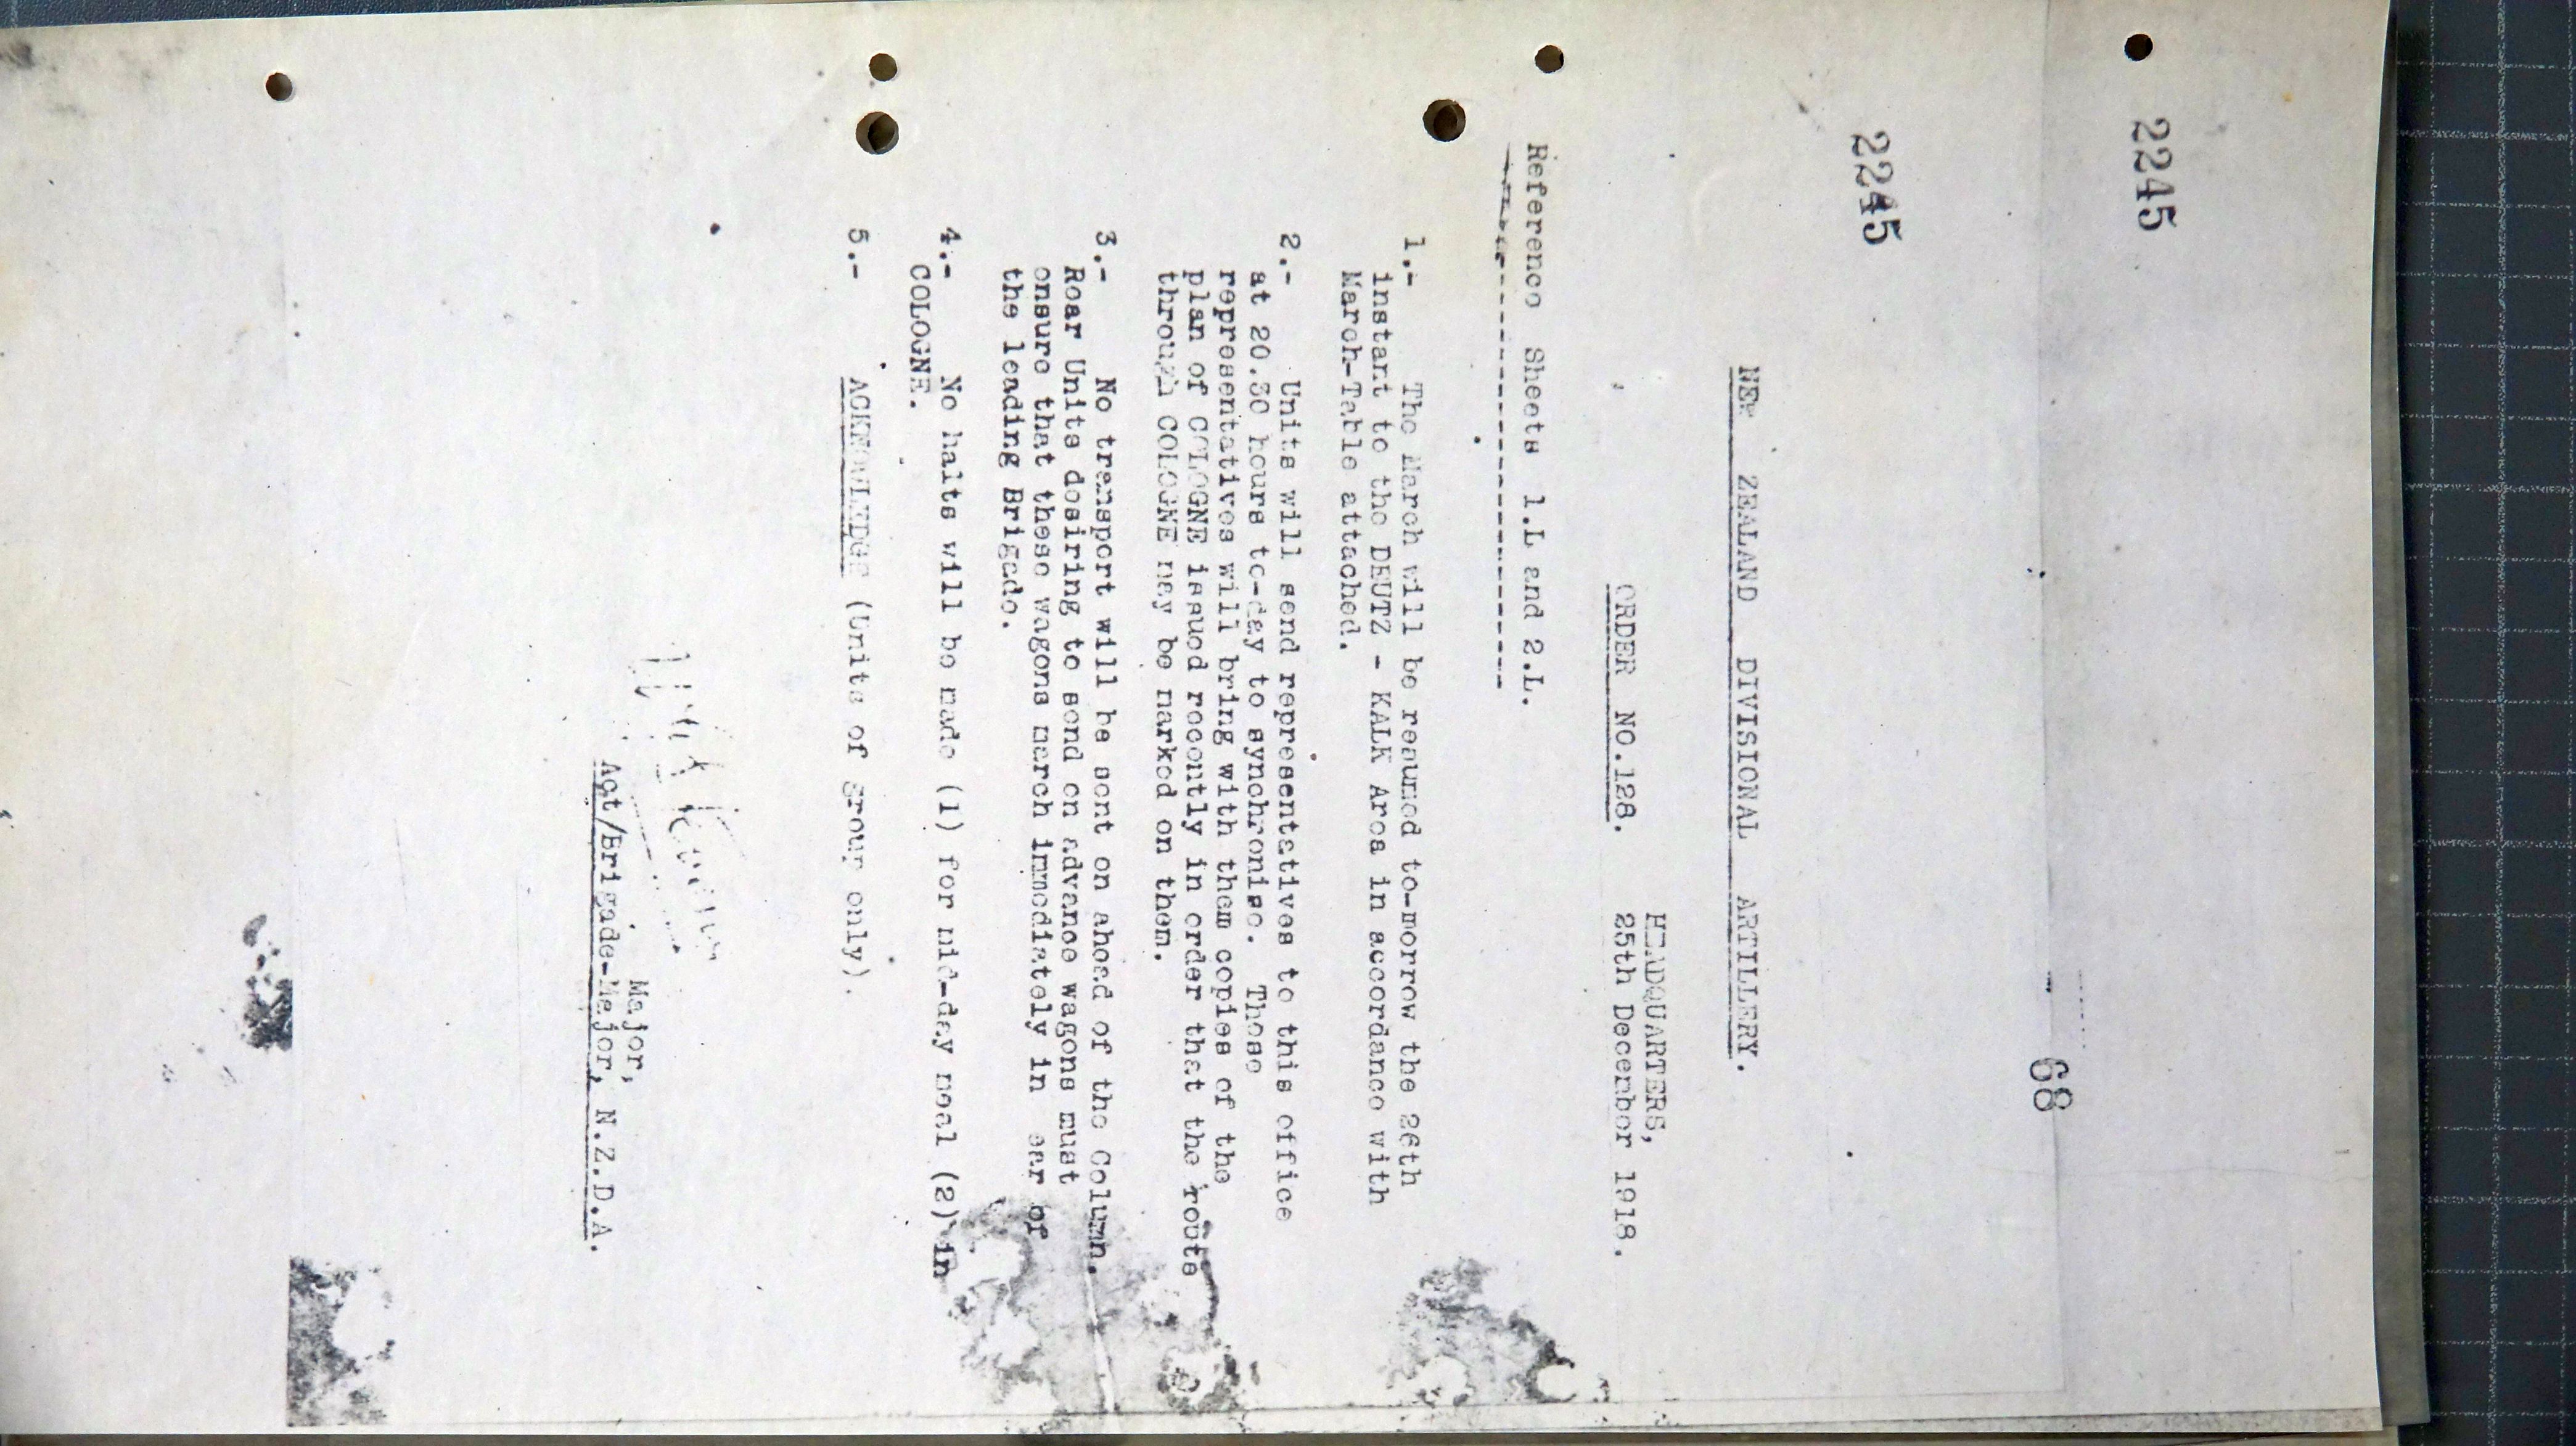 2245
2245
68
NEW ZEALAND DIVISIONAL ARTILLERY.
HEADQUARTERS,
ORDER NO.128. 25th December 1918.
Reference Sheets 1.L and 2.L.
1.- The March will be resumed to-morrow the 26th
instant to the DEUTZ - KALK Area in accordance with
March-Table attached.
2.- Units will send representatives to this office
at 20.30 hours to-day to synchronise. These
representatives will bring with them copies of the
plan of COLOGNE issued recently in order that the route
through COLOGNE may be marked on them.
3.- No transport will be sent on ahead of the Column.
Rear Units desiring to send on advance wagons must
ensure that these wagons march immediately in ear of
the leading Brigade.
4.- No halts will be made (1) for mid-day meal (2) in
COLOGNE.
5.- ACKNOWLEDGE (Units of group only).
Major,
Act/Brigade-Major, N.Z.D.A.